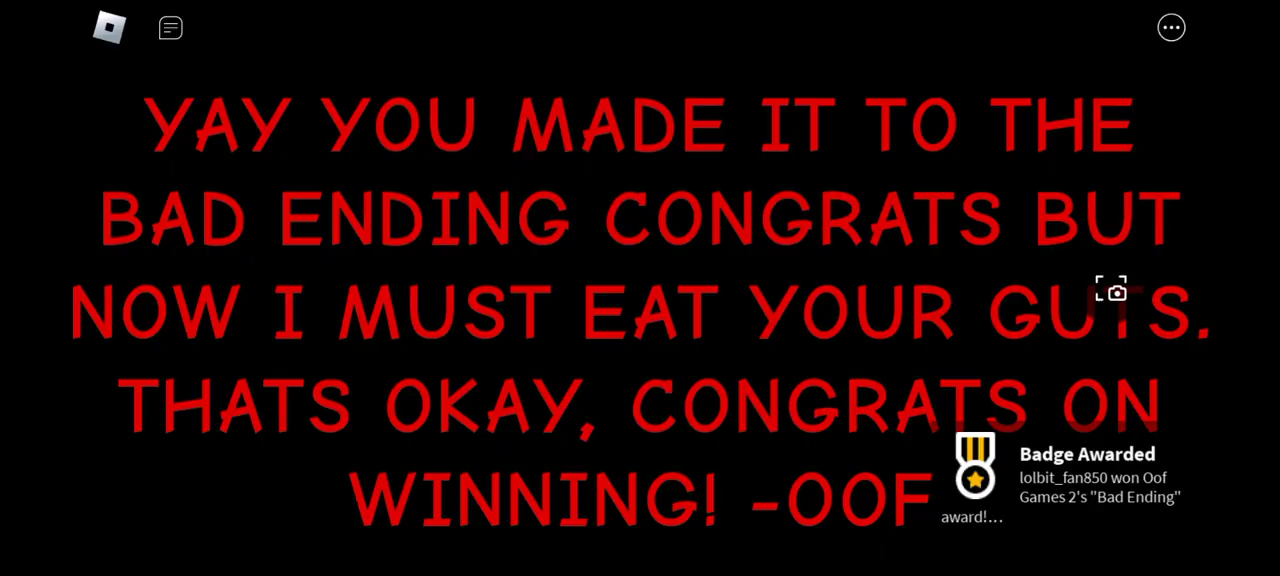 YAY YOU MADE IT TO THE
BAD ENDING CONGRATS BUT
NOW I MUST EAT YOUR GUTS.
THATS OKAY, CONGRATS ON
WINNING! -OOF
Badge Awarded
lolbit_fan850 won Oof
Games 2's "Bad Ending"
award!...